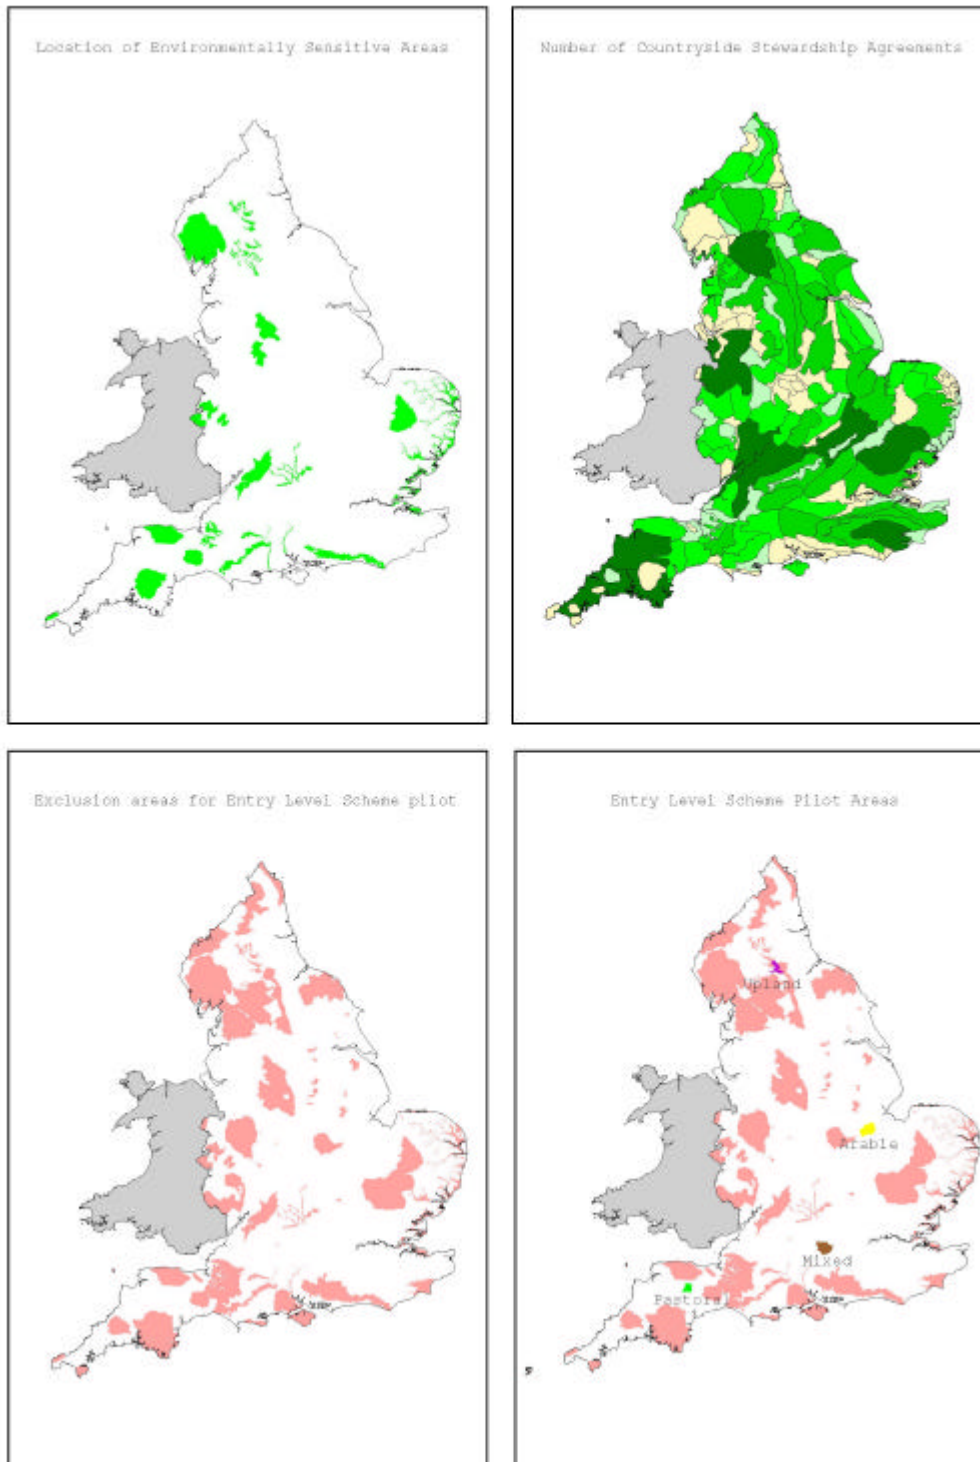 Location of Environmentally Sensitive Areas
Number of Countryside Stewardship Agreements
Exclusion areas for Entry Level Scheme pilot
Entry Level Scheme Pilot Areas
Upland
Arable
Mixed
Pastora
l